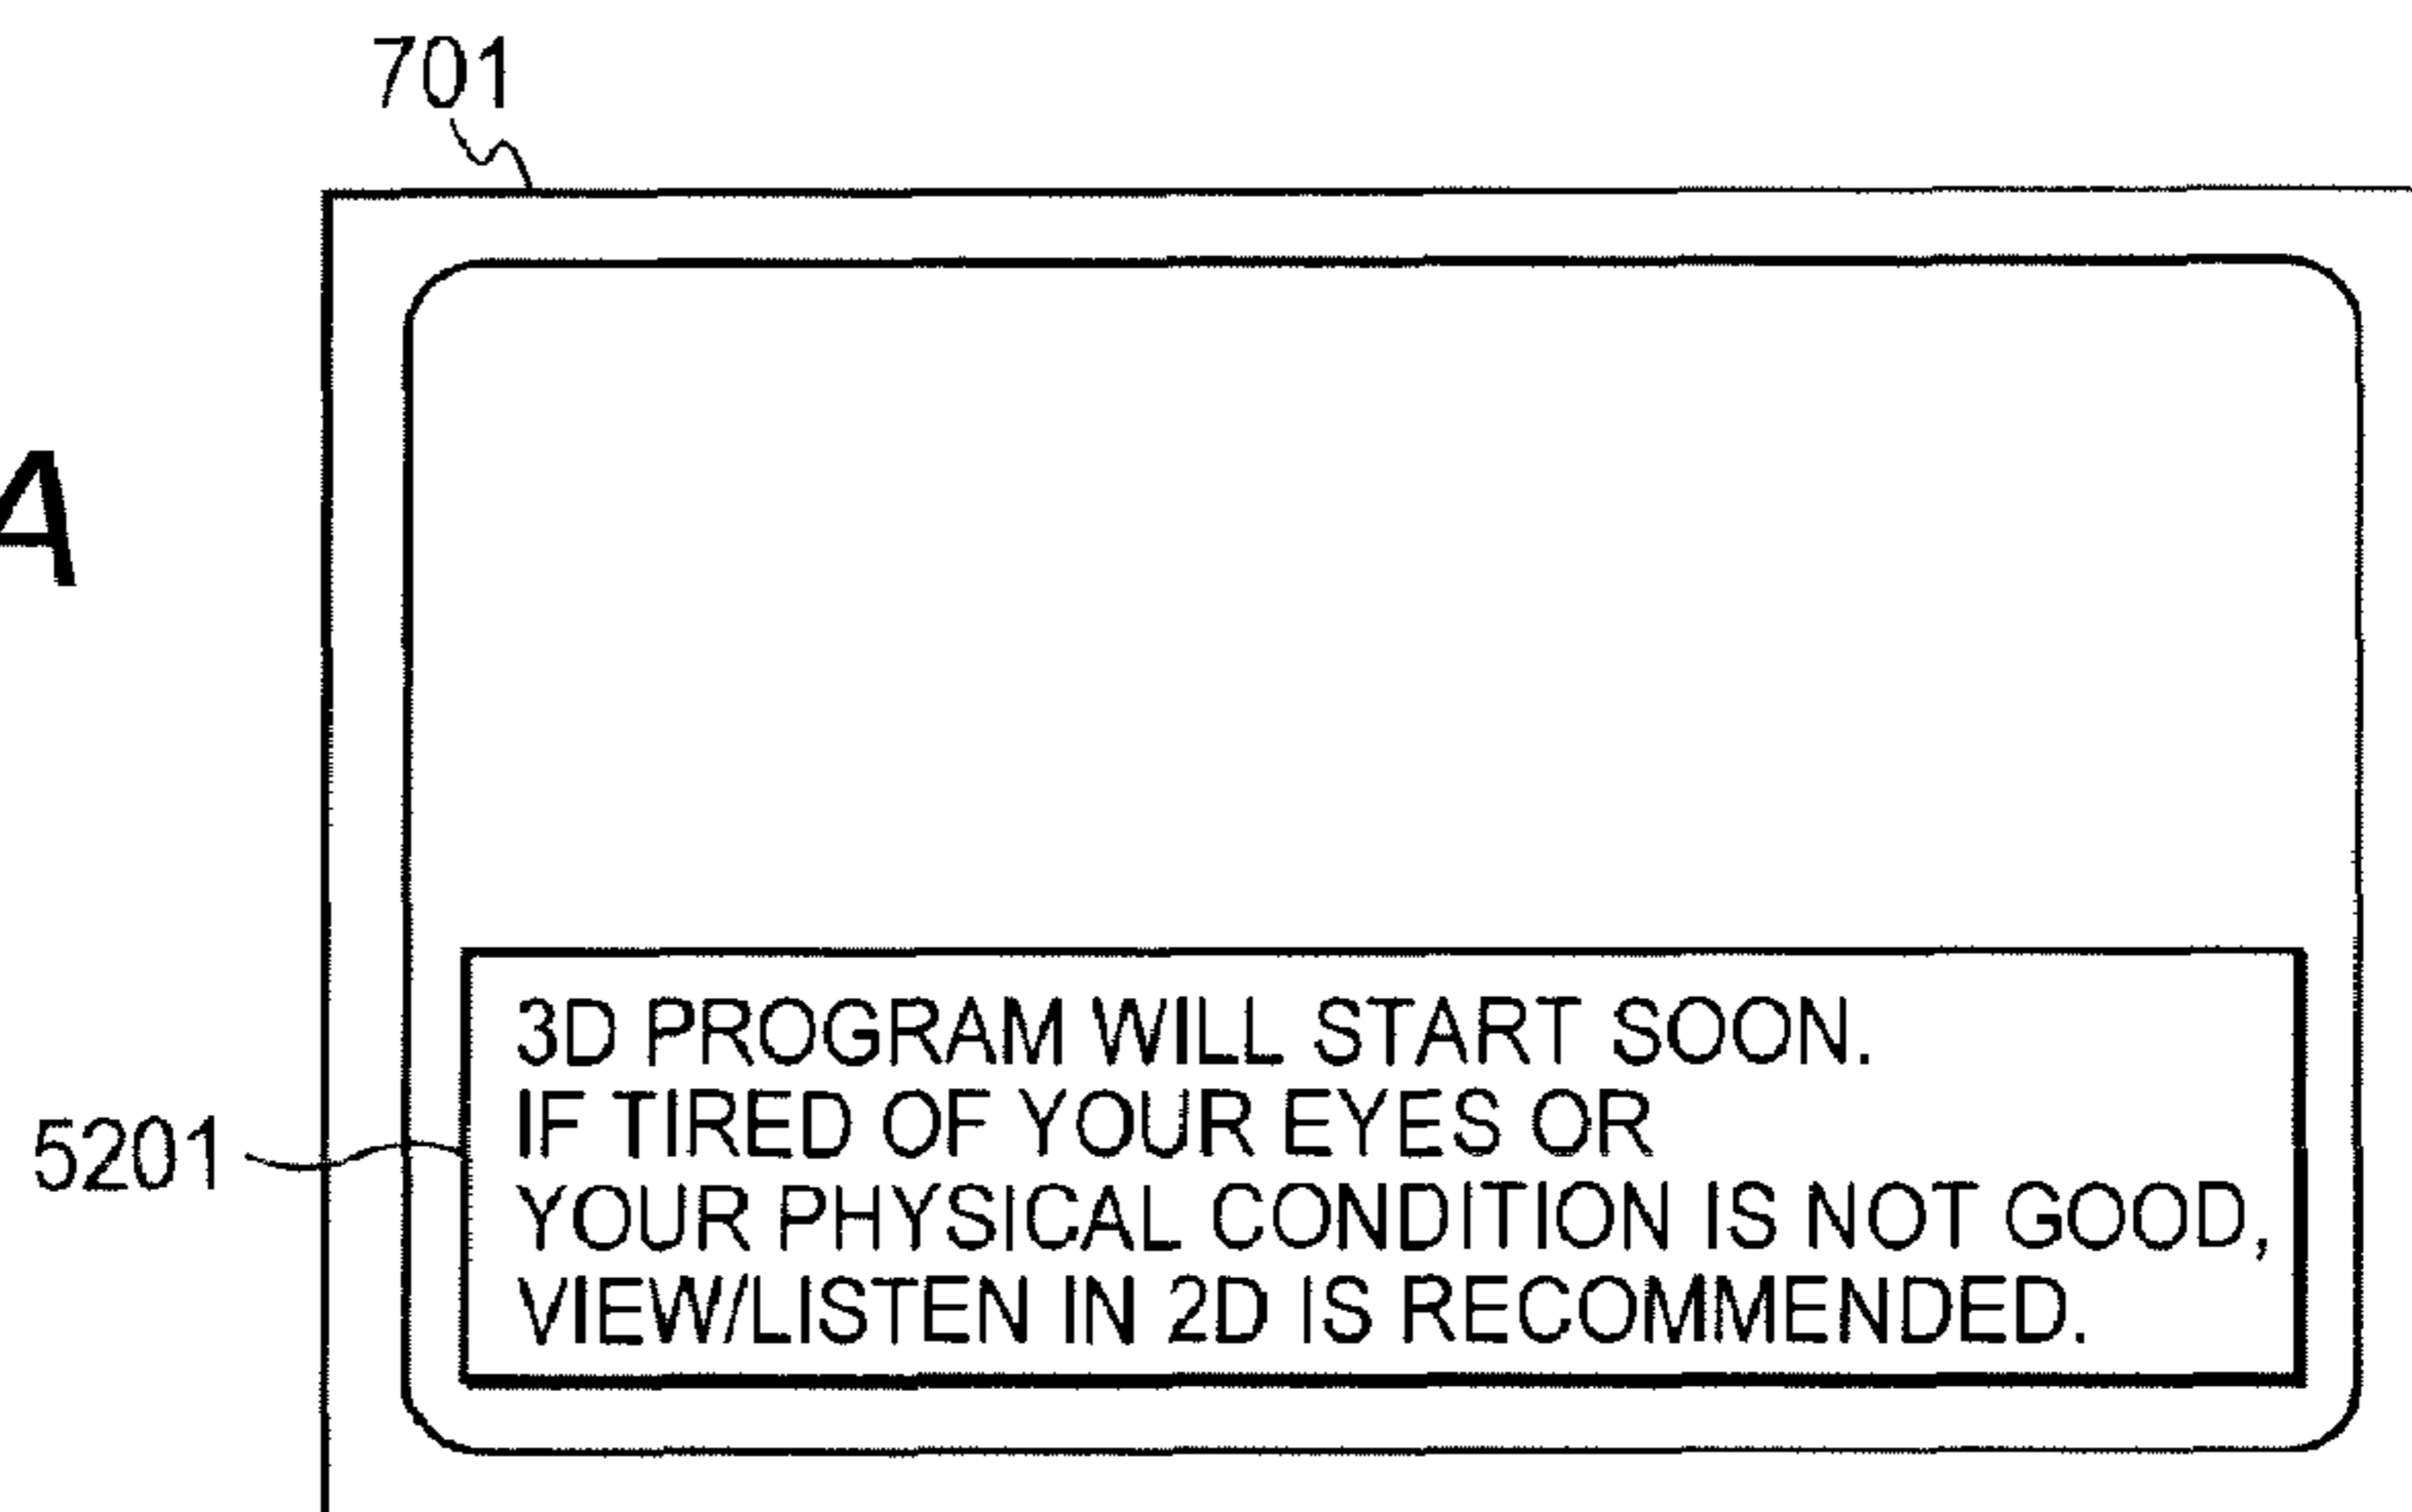 701
A
3D PROGRAM WILL START SOON.
IF TIRED OF YOUR EYES OR
YOUR PHYSICAL CONDITION IS NOT GOOD,
VIEW/LISTEN IN 2D IS RECOMMENDED.
5201